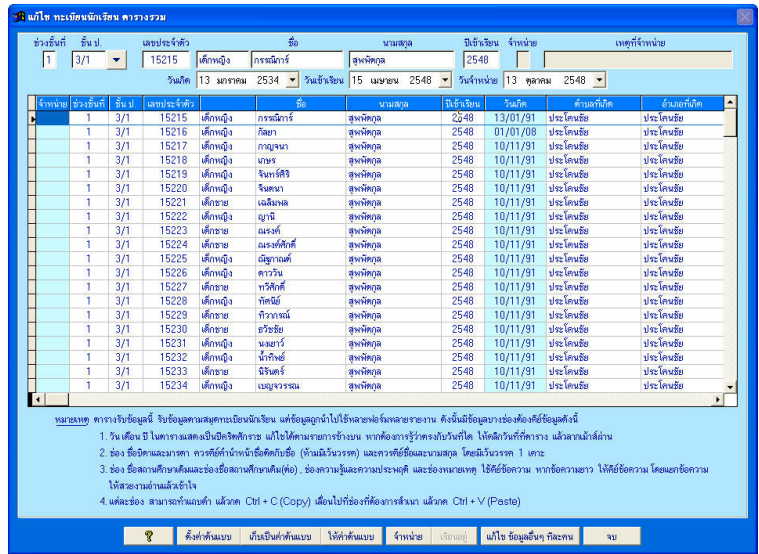 แก้ไข ทะเบียนนักเรียน ตารางรวม
ช่วงชั้นที่ ชั้น ป. เลขประจำตัว ชื่อ นามสกุล ปีเข้าเรียน จำหน่าย เหตุที่จำหน่าย
1 3/1 15215 เด็กหญิง กรรณิการ์ สุพพัตกุล 2548
วันเกิด 13 มกราคม 2534 วันเข้าเรียน 15 เมษายน 2548 วันจำหน่าย 13 ตุลาคม 2548
จำหน่าย ช่วงชั้นที่ ชั้น ป. เลขประจำตัว ชื่อ นามสกุล ปีเข้าเรียน วันเกิด ตำบลที่เกิด อำเภอที่เกิด
1 3/1 15215 เด็กหญิง กรรณิการ์ สุพพัตกุล 2548 13/01/91 ประโคนชัย ประโคนชัย
1 3/1 15216 เด็กหญิง กัลยา สุพพัตกุล 2548 01/01/08 ประโคนชัย ประโคนชัย
1 3/1 15217 เด็กหญิง กาญจนา สุพพัตกุล 2548 10/11/91 ประโคนชัย ประโคนชัย
1 3/1 15218 เด็กหญิง เกษร สุพพัตกุล 2548 10/11/91 ประโคนชัย ประโคนชัย
1 3/1 15219 เด็กหญิง จันทร์ศิริ สุพพัตกุล 2548 10/11/91 ประโคนชัย ประโคนชัย
1 3/1 15220 เด็กหญิง จินตนา สุพพัตกุล 2548 10/11/91 ประโคนชัย ประโคนชัย
1 3/1 15221 เด็กชาย เฉลิมพล สุพพัตกุล 2548 10/11/91 ประโคนชัย ประโคนชัย
1 3/1 15222 เด็กหญิง ญานี สุพพัตกุล 2548 10/11/91 ประโคนชัย ประโคนชัย
1 3/1 15223 เด็กชาย ณรงค์ สุพพัตกุล 2548 10/11/91 ประโคนชัย ประโคนชัย
1 3/1 15224 เด็กชาย ณรงค์ศักดิ์ สุพพัตกุล 2548 10/11/91 ประโคนชัย ประโคนชัย
1 3/1 15225 เด็กหญิง ณัฐกาณต์ สุพพัตกุล 2548 10/11/91 ประโคนชัย ประโคนชัย
1 3/1 15226 เด็กหญิง ดาววัน สุพพัตกุล 2548 10/11/91 ประโคนชัย ประโคนชัย
1 3/1 15227 เด็กชาย ทวิศักดิ์ สุพพัตกุล 2548 10/11/91 ประโคนชัย ประโคนชัย
1 3/1 15228 เด็กหญิง ทัศนีย์ สุพพัตกุล 2548 10/11/91 ประโคนชัย ประโคนชัย
1 3/1 15229 เด็กชาย ทิวากรณ์ สุพพัตกุล 2548 10/11/91 ประโคนชัย ประโคนชัย
1 3/1 15230 เด็กชาย ธวัชชัย สุพพัตกุล 2548 10/11/91 ประโคนชัย ประโคนชัย
1 3/1 15231 เด็กหญิง นงเยาว์ สุพพัตกุล 2548 10/11/91 ประโคนชัย ประโคนชัย
1 3/1 15232 เด็กหญิง น้ำทิพย์ สุพพัตกุล 2548 10/11/91 ประโคนชัย ประโคนชัย
1 3/1 15233 เด็กชาย นิรันดร์ สุพพัตกุล 2548 10/11/91 ประโคนชัย ประโคนชัย
1 3/1 15234 เด็กหญิง เบญจวรรณ สุพพัตกุล 2548 10/11/91 ประโคนชัย ประโคนชัย
หมายเหตุ ตารางรับข้อมูลนี้ รับข้อมูลตามสมุดทะเบียนนักเรียน แต่ข้อมูลถูกนำไปใช้หลายฟอร์มหลายรายงาน ดังนั้นมีข้อมูลบางช่องต้องคีย์ข้อมูลดังนี้
1. วัน เดือน ปี ในตารางแสดงเป็นปีคริตศักราช แก้ไขได้ตามรายการช้างบน หากต้องการรู้ว่าตรงกับวันที่ใด ให้คลิกวันที่ที่ตาราง แล้วลากเม้าส์ผ่าน
2. ช่อง ชื่อบิดาและมารดา ควรคีย์คำนำหน้าชื่อติดกับชื่อ (ห้ามมีเว้นวรรค) และควรคีย์ชื่อและนามสกุล โดยมีเว้นวรรค 1 เคาะ
3. ช่อง ชื่อสถานศึกษาเดิมและช่องชื่อสถานศึกษาเดิม(ต่อ) , ช่องความรู้และความประพฤติ และช่องหมายเหตุ ใช้คีย์ข้อความ หากข้อความยาว ให้คีย์ข้อความ โดยแยกข้อความ
ให้สวยงามอ่านแล้วเข้าใจ
4. แต่ละช่อง สามารถทำแถบดำ แล้วกด Ctrl + C (Copy) เลื่อนไปที่ช่องที่ต้องการสำเนา แล้วกด Ctrl + V (Paste)
? ตั้งค่าต้นแบบ เก็บเป็นค่าต้นแบบ ให้ค่าต้นแบบ จำหน่าย เรียนอยู่ แก้ไข ข้อมูลอื่นๆ ทีละคน จบ